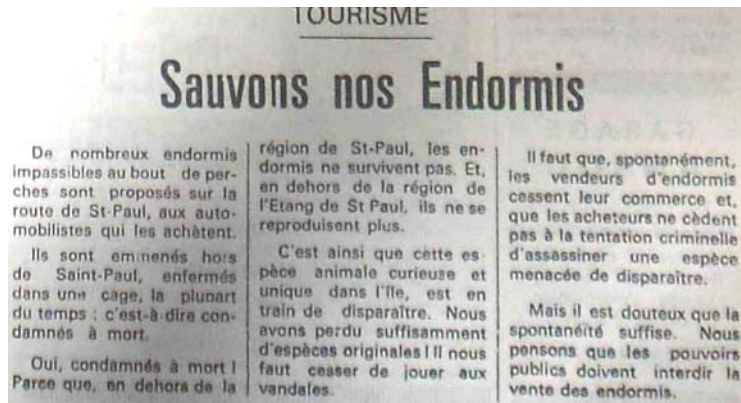 TOURISME
Sauvons nos Endormis
De nombreux endormis
impassibles au bout de per-
ches sont proposés sur la
route de St-Paul, aux auto-
mobilistes qui les achètent.
Ils sont emmenés hors
de Saint-Paul, enfermés
dans une cage, la plupart
du temps : c'est-à-dire con-
damnés à mort.
Oui, condamnés à mort !
Parce que, en dehors de la
région de St-Paul, les en-
dormis ne survivent pas. Et,
en dehors de la région de
l'Etang de St Paul, ils ne se
reproduisent plus.
C'est ainsi que cette es-
pèce animale curieuse et
unique dans l'île, est en
train de disparaître. Nous
avons perdu suffisamment
d'espèces originales ! Il nous
faut cesser de jouer aux
vandales.
Il faut que, spontanément,
les vendeurs d'endormis
cessent leur commerce et,
que les acheteurs ne cèdent
pas à la tentation criminelle
d'assassiner une espèce
menacée de disparaître.
Mais il est douteux que la
spontanéité suffise. Nous
pensons que les pouvoirs
publics doivent interdir la
vente des endormis.